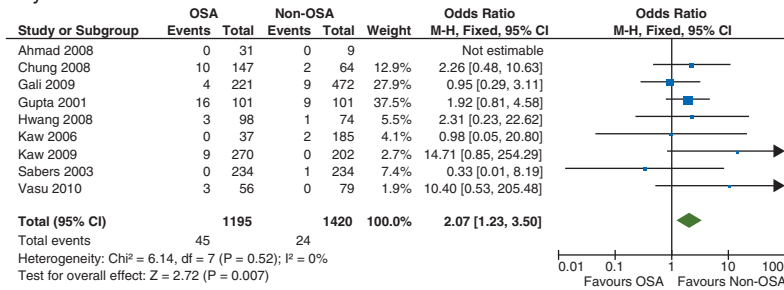 OSA Non-OSA Odds Ratio Odds Ratio
Study or Subgroup Events Total Events Total Weight M-H, Fixed, 95% CI M-H, Fixed, 95% CI
Ahmad 2008 0 31 0 9 Not estimable
Chung 2008 10 147 2 64 12.9% 2.26 [0.48, 10.63]
Gali 2009 4 221 9 472 27.9% 0.95 [0.29, 3.11]
Gupta 2001 16 101 9 101 37.5% 1.92 [0.81, 4.58]
Hwang 2008 3 98 1 74 5.5% 2.31 [0.23, 22.62]
Kaw 2006 0 37 2 185 4.1% 0.98 [0.05, 20.80]
Kaw 2009 9 270 0 202 2.7% 14.71 [0.85, 254.29]
Sabers 2003 0 234 1 234 7.4% 0.33 [0.01, 8.19]
Vasu 2010 3 56 0 79 1.9% 10.40 [0.53, 205.48]
Total (95% CI) 1195 1420 100.0% 2.07 [1.23, 3.50]
Total events 45 24
Heterogeneity: Chi² = 6.14, df = 7 (P = 0.52); I² = 0%
Test for overall effect: Z = 2.72 (P = 0.007)
0.01 0.1 1 10 100
Favours OSA Favours Non-OSA